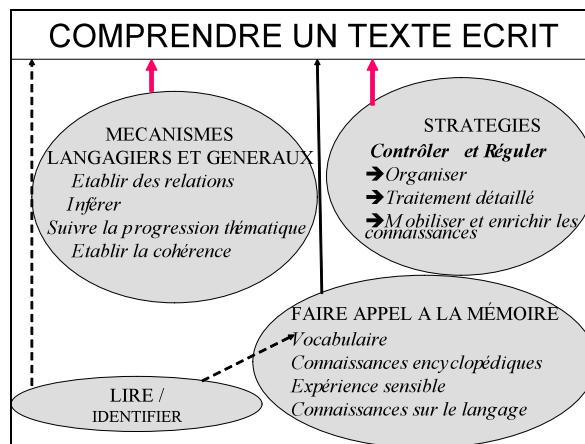 COMPRENDRE UN TEXTE ECRIT
MECANISMES
LANGAGIERS ET GENERAUX
Etablir des relations
Inférer
Suivre la progression thématique
Etablir la cohérence
STRATEGIES
Contrôler et Réguler
➔Organiser
➔Traitement détaillé
➔Mobiliser et enrichir les
connaissances
FAIRE APPEL A LA MÉMOIRE
Vocabulaire
Connaissances encyclopédiques
Expérience sensible
Connaissances sur le langage
LIRE /
IDENTIFIER